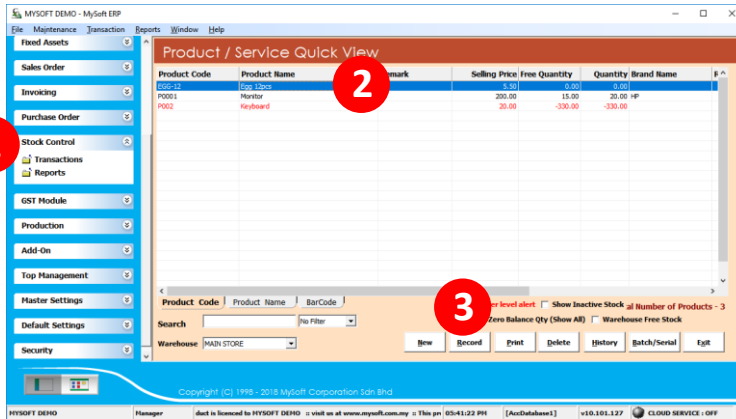 MYSOFT DEMO - MySoft ERP
File Maintenance Transaction Reports Window Help
Fixed Assets
Sales Order
Invoicing
Purchase Order
Stock Control
Transactions
Reports
GST Module
Production
Add-On
Top Management
Master Settings
Default Settings
Security
Product / Service Quick View
2
Product Code Product Name Selling Price Free Quantity Quantity Brand Name
EGG-12 Egg 12pcs 5.50 0.00 0.00
P0001 Monitor 200.00 15.00 20.00 HP
P002 Keyboard 20.00 -330.00 -330.00
Product Code Product Name BarCode
3
level alert Show Inactive Stock al Number of Products - 3
Search No Filter Zero Balance Qty (Show All) Warehouse Free Stock
Warehouse MAIN STORE New Record Print Delete History Batch/Serial Exit
Copyright (C) 1998 - 2018 MySoft Corporation Sdn Bhd
MYSOFT DEMO Manager duct is licenced to MYSOFT DEMO :: visit us at www.mysoft.com.my :: This pr 05:41:22 PM [AccDatabase1] v10.101.127 CLOUD SERVICE : OFF